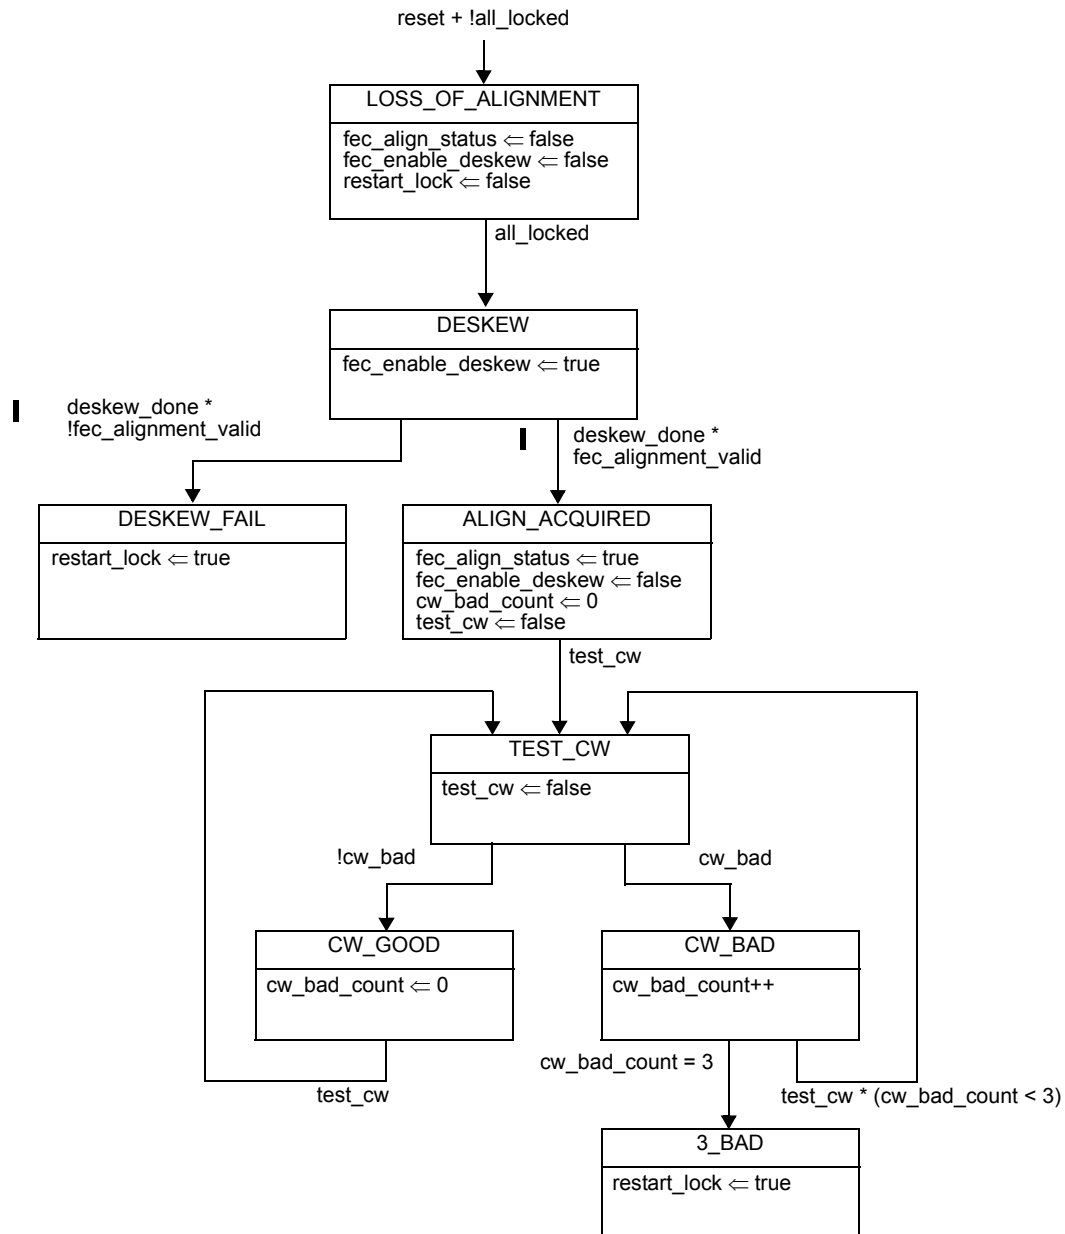 reset + !all_locked
LOSS_OF_ALIGNMENT
fec_align_status ⇐ false
fec_enable_deskew ⇐ false
restart_lock ⇐ false
all_locked
DESKEW
fec_enable_deskew ⇐ true
deskew_done *
!fec_alignment_valid
deskew_done *
fec_alignment_valid
DESKEW_FAIL
restart_lock ⇐ true
ALIGN_ACQUIRED
fec_align_status ⇐ true
fec_enable_deskew ⇐ false
cw_bad_count ⇐ 0
test_cw ⇐ false
test_cw
TEST_CW
test_cw ⇐ false
!cw_bad
cw_bad
CW_GOOD
cw_bad_count ⇐ 0
CW_BAD
cw_bad_count++
cw_bad_count = 3
test_cw
test_cw * (cw_bad_count < 3)
3_BAD
restart_lock ⇐ true